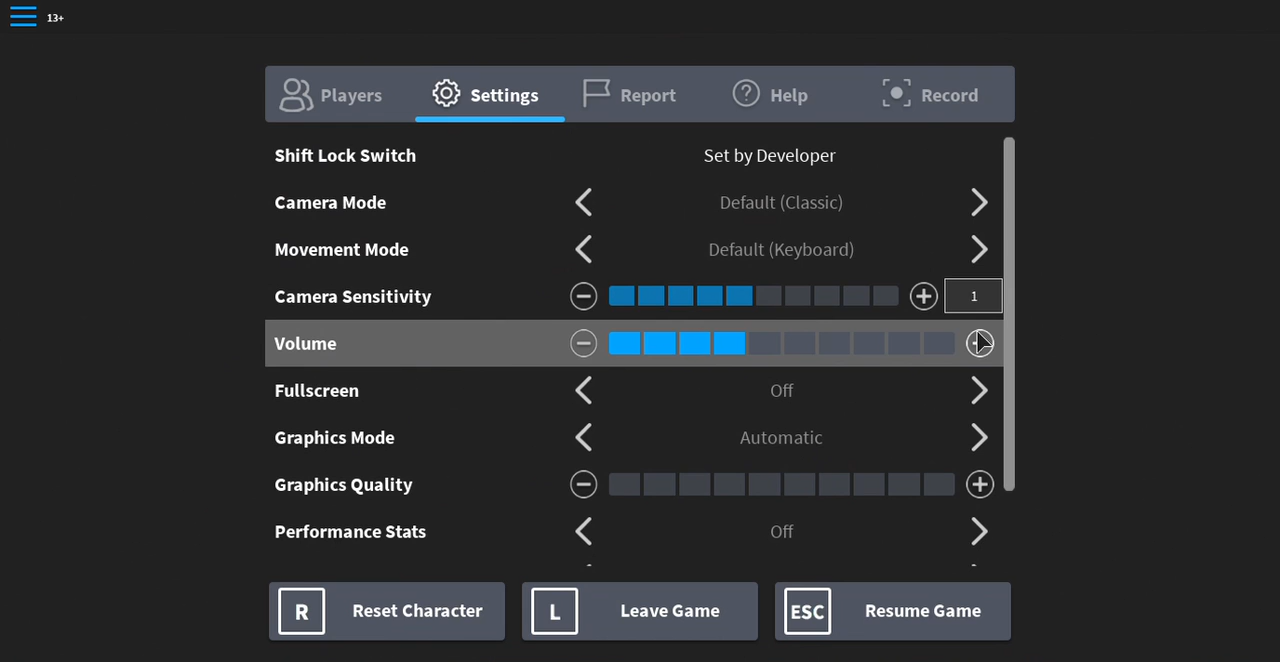 13+
Players Settings Report Help Record
Shift Lock Switch Set by Developer
Camera Mode Default (Classic)
Movement Mode Default (Keyboard)
Camera Sensitivity 1
Volume
Fullscreen Off
Graphics Mode Automatic
Graphics Quality
Performance Stats Off
R Reset Character L Leave Game ESC Resume Game